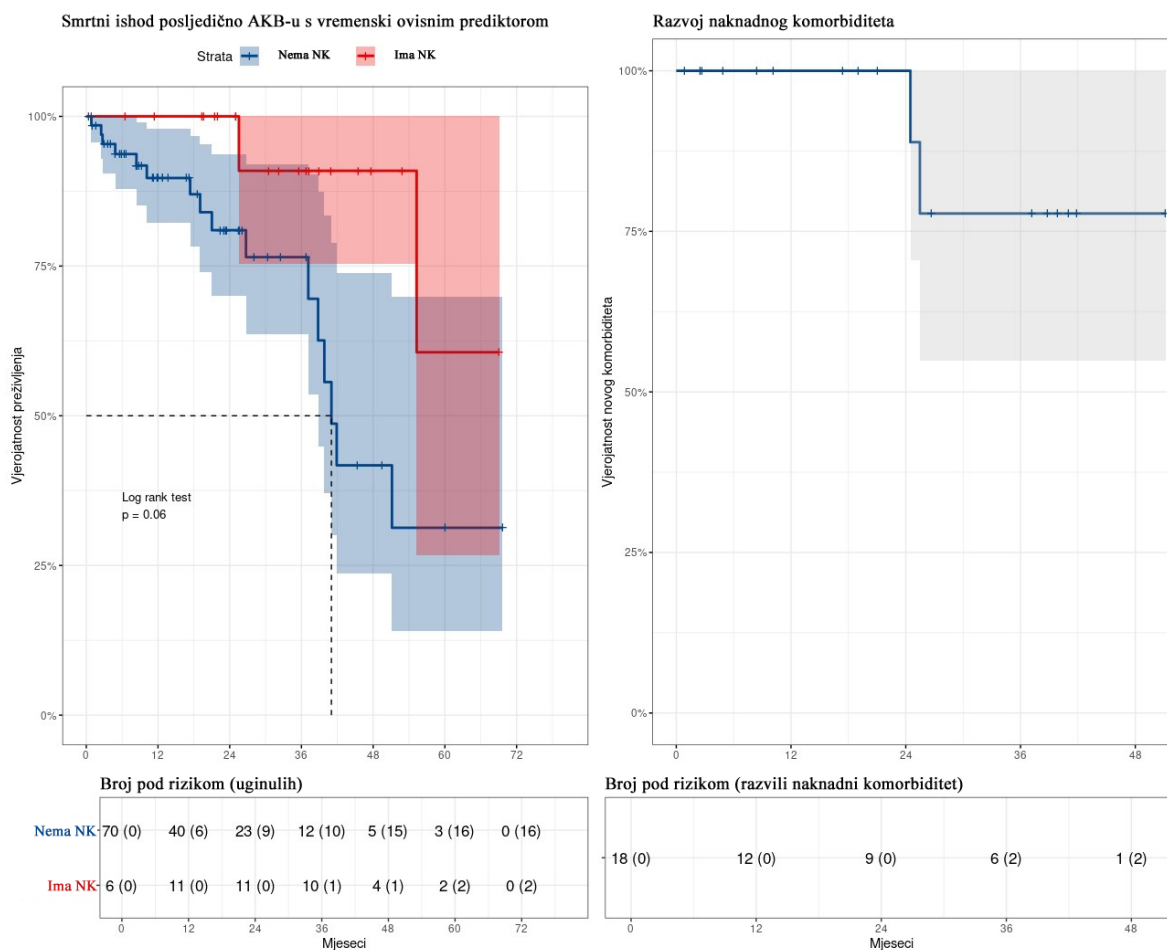 Smrtni ishod posljedično AKB-u s vremenski ovisnim prediktorom
Strata Nema NK Ima NK
Vjerojatnost preživljenja
100%
75%
50%
25%
0%
Log rank test
p = 0.06
0 12 24 36 48 60 72
Broj pod rizikom (uginulih)
Nema NK 70 (0) 40 (6) 23 (9) 12 (10) 5 (15) 3 (16) 0 (16)
Ima NK 6 (0) 11 (0) 11 (0) 10 (1) 4 (1) 2 (2) 0 (2)
0 12 24 36 48 60 72
Mjeseci
Razvoj naknadnog komorbiditeta
Vjerojatnost novog komorbiditeta
100%
75%
50%
25%
0%
0 12 24 36 48
Broj pod rizikom (razvili naknadni komorbiditet)
18 (0) 12 (0) 9 (0) 6 (2) 1 (2)
0 12 24 36 48
Mjeseci